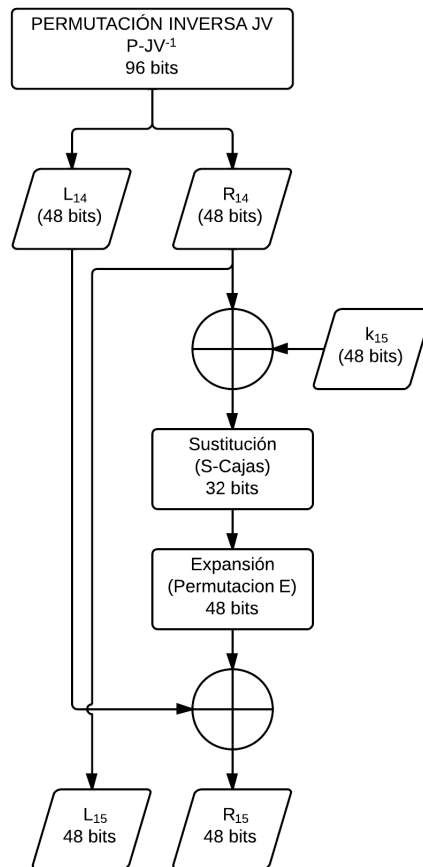 PERMUTACIÓN INVERSA JV
P-JV⁻¹
96 bits
L₁₄
(48 bits)
R₁₄
(48 bits)
k₁₅
(48 bits)
Sustitución
(S-Cajas)
32 bits
Expansión
(Permutacion E)
48 bits
L₁₅
48 bits
R₁₅
48 bits